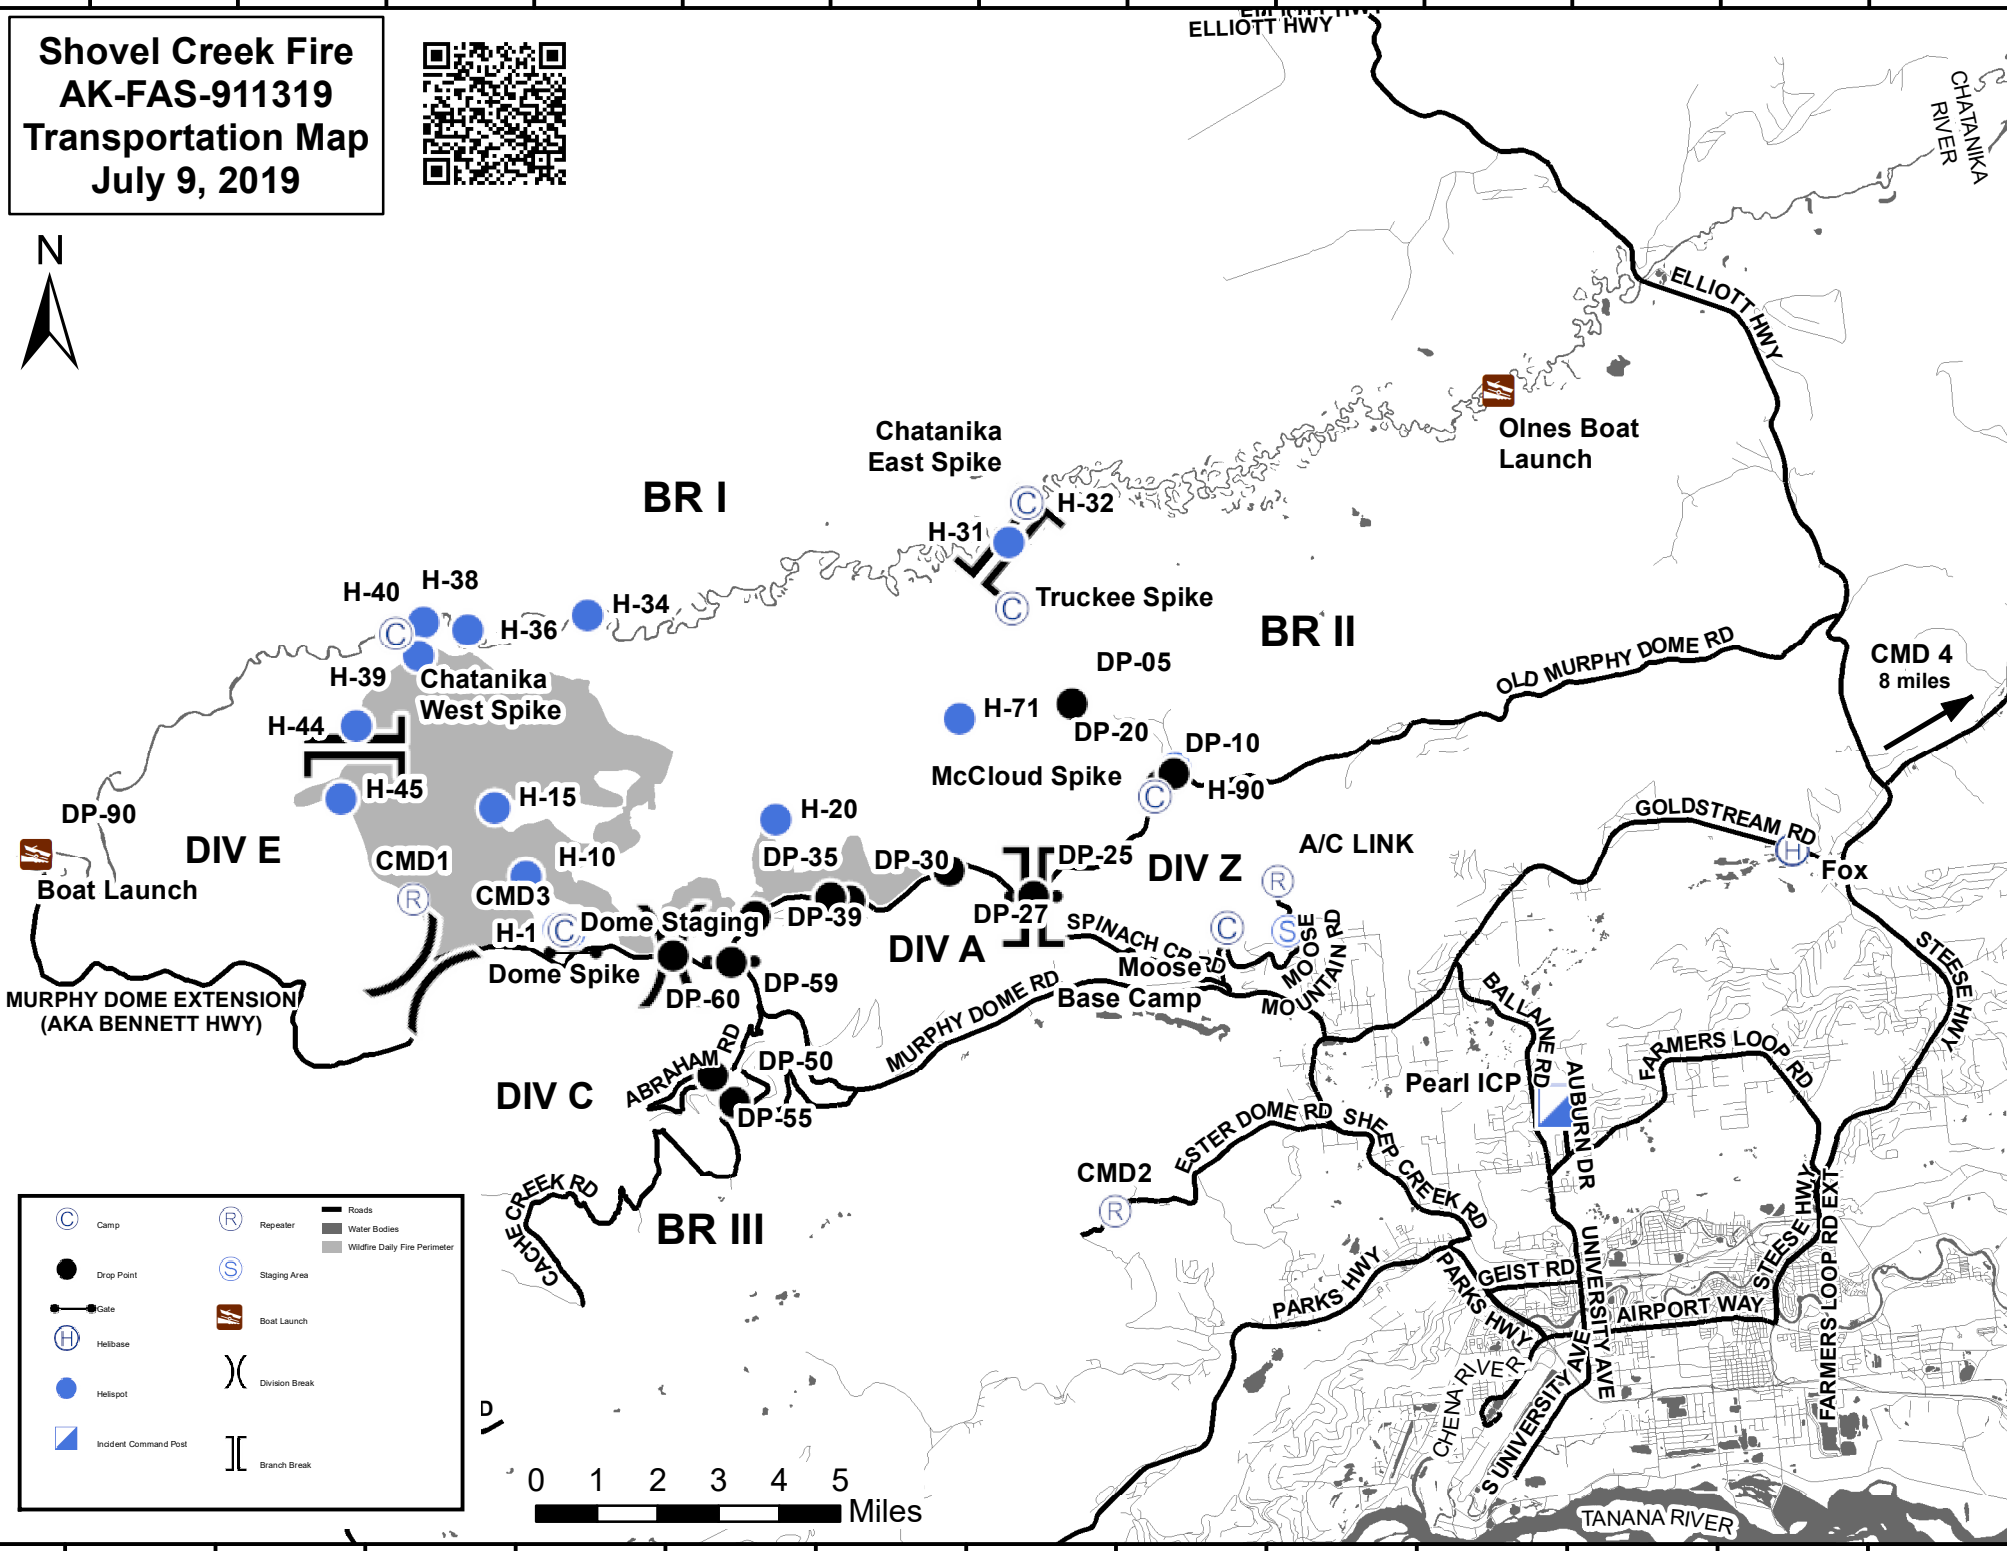 Shovel Creek Fire
AK-FAS-911319
Transportation Map
July 9, 2019
N
ELLIOTT HWY
ELLIOTT HWY
CHATANIKA
RIVER
ELLIOTT HWY
Olnes Boat
Launch
Chatanika
East Spike
BR I
H-32
H-31
Truckee Spike
BR II
H-38
H-40
H-34
H-36
H-39
Chatanika
West Spike
H-44
H-45
H-15
DP-05
H-71
DP-20
DP-10
McCloud Spike
H-90
OLD MURPHY DOME RD
CMD 4
8 miles
DP-90
Boat Launch
DIV E
CMD1
R
H-10
CMD3
H-1
C
Dome Staging
Dome Spike
H-20
DP-35
DP-30
DP-39
DP-25
DP-27
DIV Z
A/C LINK
R
S
C
C
C
C
C
GOLDSTREAM RD
H
Fox
STEESE HWY
DIV A
SPINACH CR RD
Moose
Base Camp
MOOSE
MOUNTAIN RD
MOUNTAIN RD
MURPHY DOME EXTENSION
(AKA BENNETT HWY)
DP-60
DP-59
MURPHY DOME RD
ABRAHAM RD
DP-50
DP-55
DIV C
BALLAINE RD
FARMERS LOOP RD
Pearl ICP
AUBURN DR
ESTER DOME RD
SHEEP CREEK RD
CMD2
R
CACHE CREEK RD
BR III
PARKS HWY
PARKS HWY
GEIST RD
UNIVERSITY AVE
AIRPORT WAY
STEESE HWY
FARMERS LOOP RD EXT
CHENA RIVER
S UNIVERSITY AVE
TANANA RIVER
D
C
Camp
R
Repeater
Roads
Water Bodies
Wildfire Daily Fire Perimeter
Drop Point
S
Staging Area
Gate
H
Helibase
Boat Launch
Helispot
Division Break
Incident Command Post
Branch Break
0 1 2 3 4 5
Miles